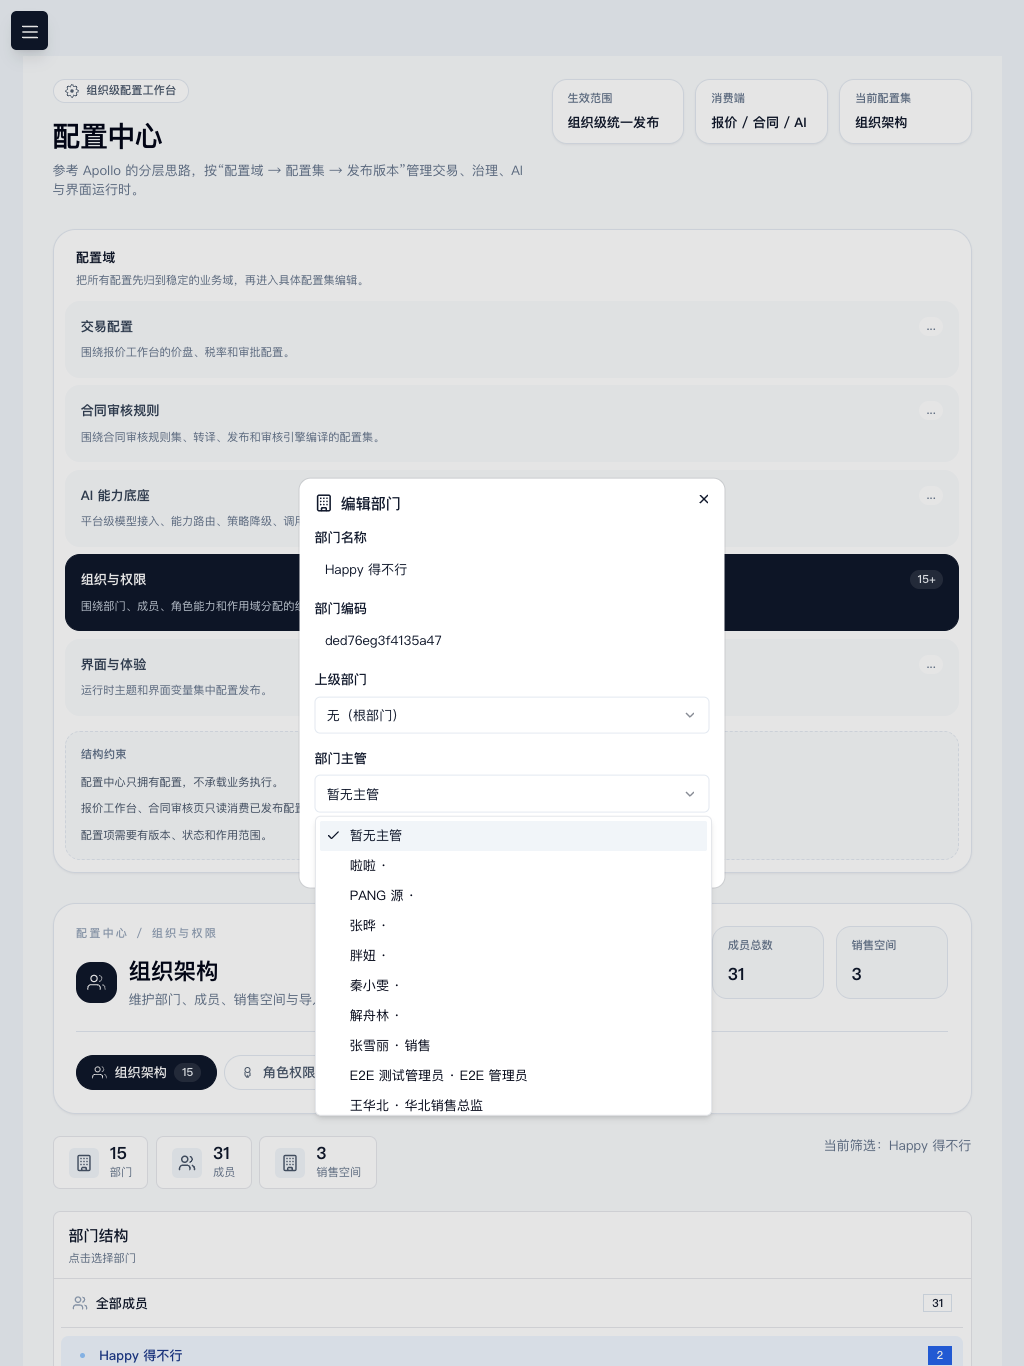 组织级配置工作台
配置中心
参考 Apollo 的分层思路，按“配置域 → 配置集 → 发布版本”管理交易、治理、AI
与界面运行时。
生效范围
组织级统一发布
消费端
报价 / 合同 / AI
当前配置集
组织架构
配置域
把所有配置先归到稳定的业务域，再进入具体配置集编辑。
交易配置
...
围绕报价工作台的价盘、税率和审批配置。
合同审核规则
...
围绕合同审核规则集、转译、发布和审核引擎编译的配置集。
AI 能力底座
...
平台级模型接入、能力路由、策略降级、调用
组织与权限
15+
围绕部门、成员、角色能力和作用域分配的
界面与体验
...
运行时主题和界面变量集中配置发布。
结构约束
配置中心只拥有配置，不承载业务执行。
报价工作台、合同审核页只读消费已发布配置
配置项需要有版本、状态和作用范围。
编辑部门
部门名称
Happy 得不行
部门编码
ded76eg3f4135a47
上级部门
无（根部门）
部门主管
暂无主管
暂无主管
啦啦 ·
PANG 源 ·
张晔 ·
胖妞 ·
秦小雯 ·
解舟林 ·
张雪丽 · 销售
E2E 测试管理员 · E2E 管理员
王华北 · 华北销售总监
配置中心 / 组织与权限
组织架构
维护部门、成员、销售空间与导
成员总数
31
销售空间
3
组织架构 15
角色权限
15
部门
31
成员
3
销售空间
当前筛选：Happy 得不行
部门结构
点击选择部门
全部成员
31
Happy 得不行
2